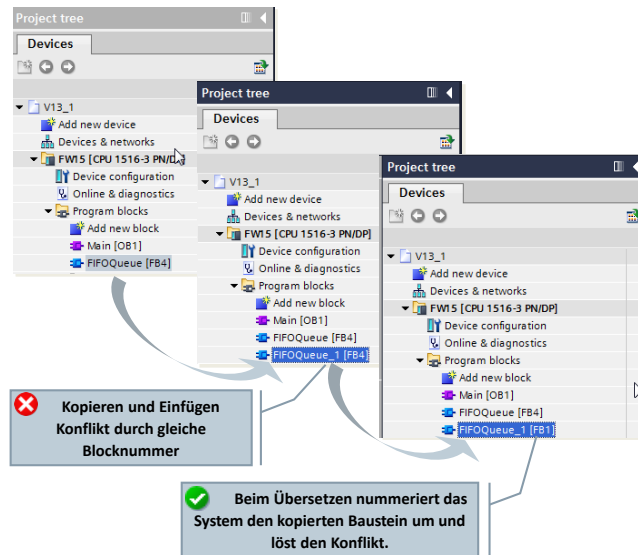 Project tree
Devices
V13_1
Add new device
Devices & networks
FW15 [CPU 1516-3 PN/DP]
Device configuration
Online & diagnostics
Program blocks
Add new block
Main [OB1]
FIFOQueue [FB4]
Project tree
Devices
V13_1
Add new device
Devices & networks
FW15 [CPU 1516-3 PN/DP]
Device configuration
Online & diagnostics
Program blocks
Add new block
Main [OB1]
FIFOQueue [FB4]
FIFOQueue_1 [FB4]
Project tree
Devices
V13_1
Add new device
Devices & networks
FW15 [CPU 1516-3 PN/DP]
Device configuration
Online & diagnostics
Program blocks
Add new block
Main [OB1]
FIFOQueue [FB4]
FIFOQueue_1 [FB1]
Kopieren und Einfügen
Konflikt durch gleiche
Blocknummer
Beim Übersetzen nummeriert das
System den kopierten Baustein um und
löst den Konflikt.